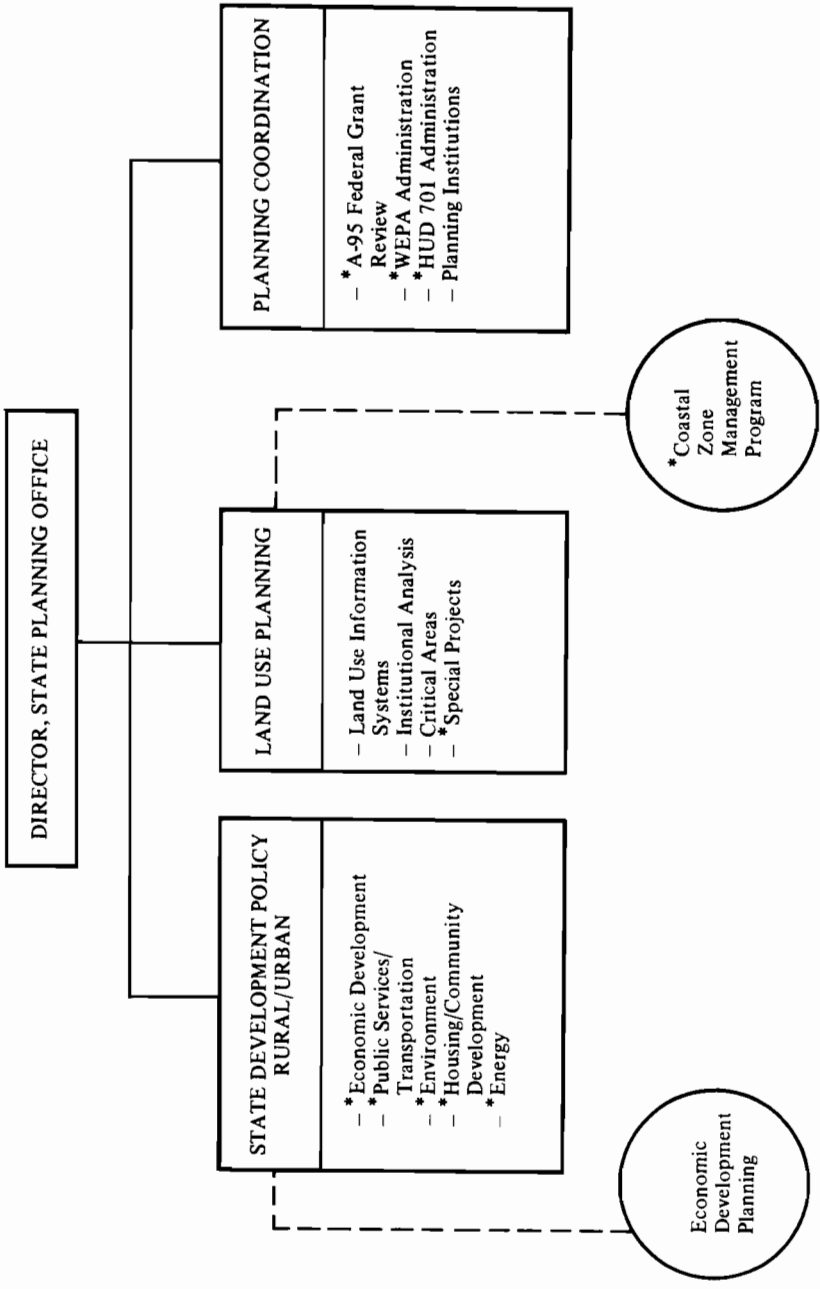 DIRECTOR, STATE PLANNING OFFICE
STATE DEVELOPMENT POLICY
RURAL/URBAN
– *Economic Development
– *Public Services/
Transportation
– *Environment
– *Housing/Community
Development
– *Energy
LAND USE PLANNING
– Land Use Information
Systems
– Institutional Analysis
– Critical Areas
– *Special Projects
PLANNING COORDINATION
– *A-95 Federal Grant
Review
– *WEPA Administration
– *HUD 701 Administration
– Planning Institutions
Economic
Development
Planning
*Coastal
Zone
Management
Program